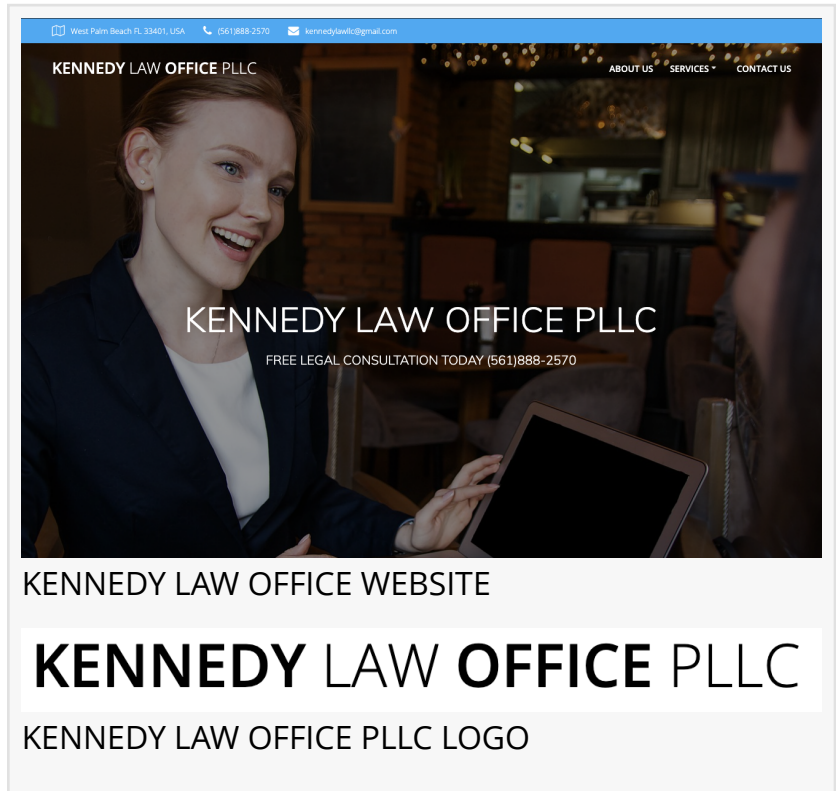 West Palm Beach FL 33401, USA (561)888-2570 kennedylawllc@gmail.com
KENNEDY LAW OFFICE PLLC ABOUT US SERVICES CONTACT US
KENNEDY LAW OFFICE PLLC
FREE LEGAL CONSULTATION TODAY (561)888-2570
KENNEDY LAW OFFICE WEBSITE
KENNEDY LAW OFFICE PLLC
KENNEDY LAW OFFICE PLLC LOGO